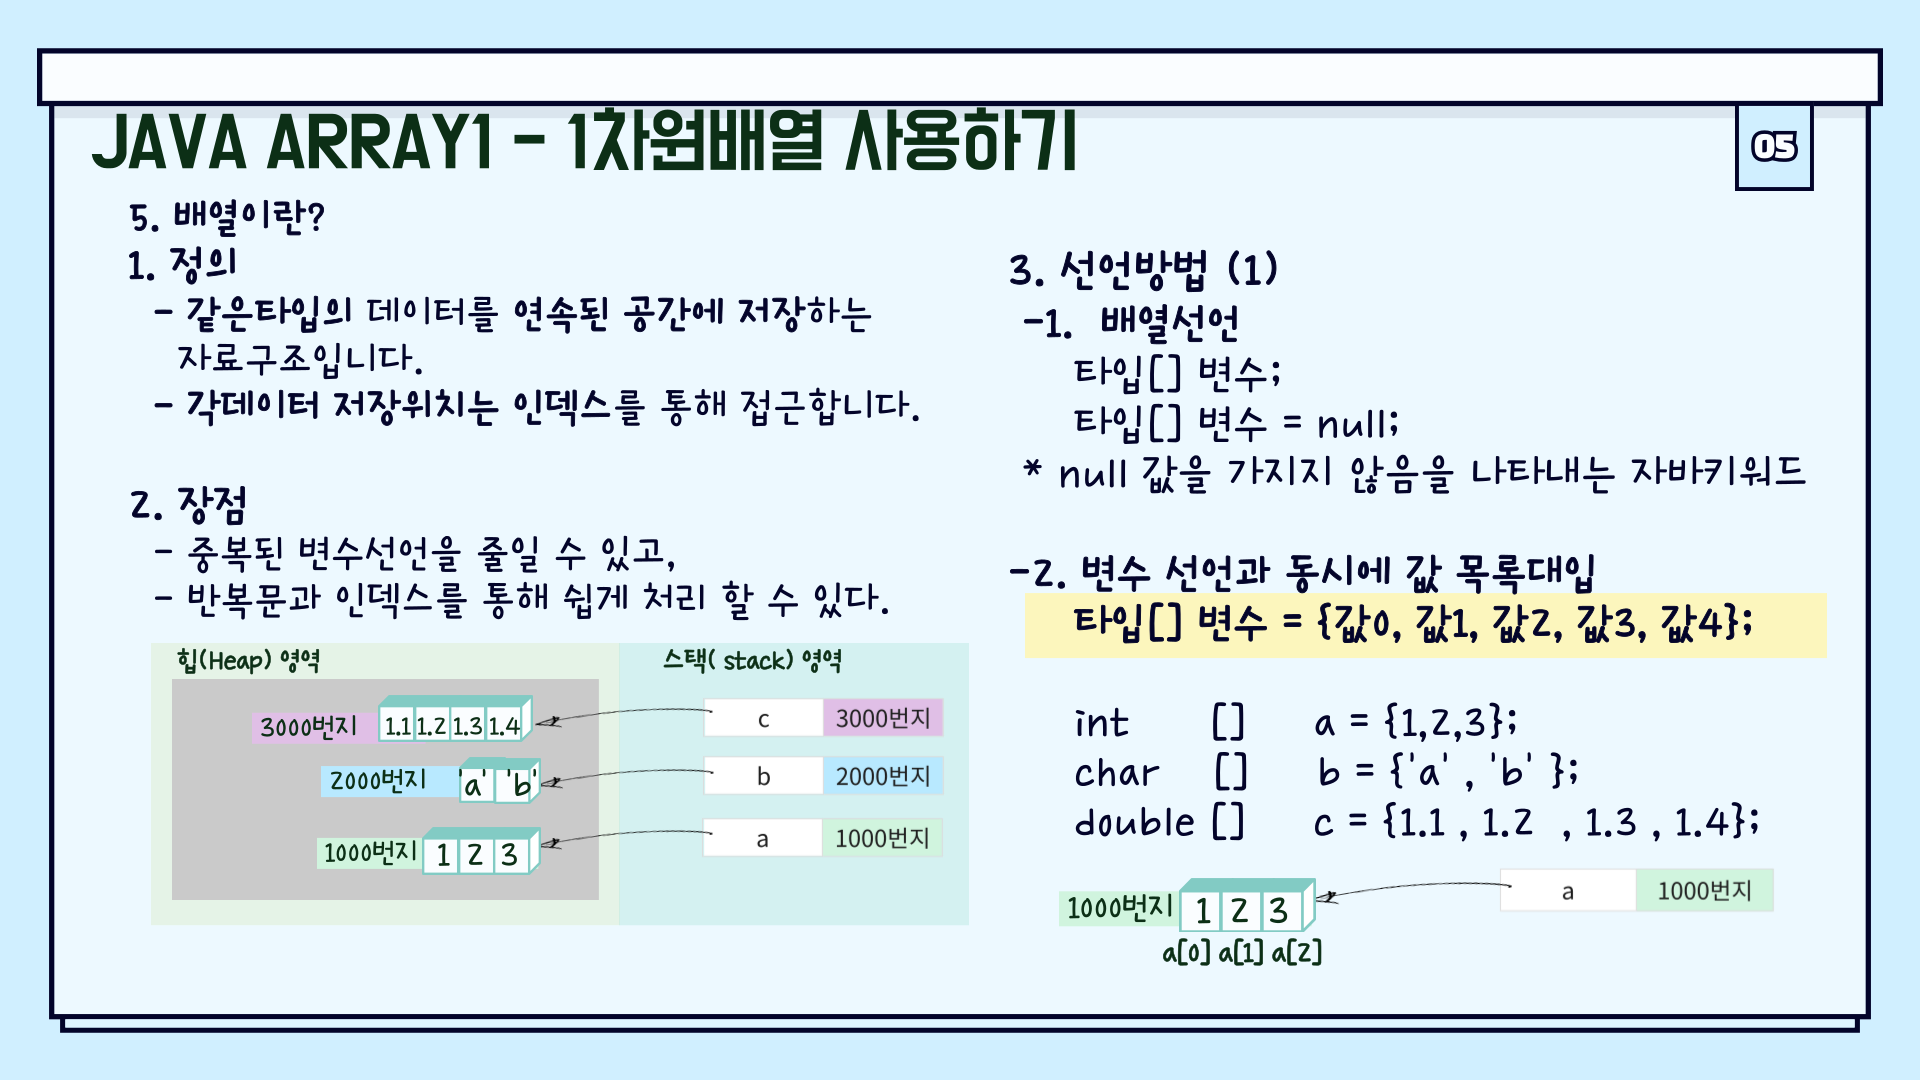 JAVA ARRAY1 - 1차원배열 사용하기
05
5. 배열이란?
1. 정의
- 같은타입의 데이터를 연속된 공간에 저장하는
자료구조입니다.
- 각데이터 저장위치는 인덱스를 통해 접근합니다.
2. 장점
- 중복된 변수선언을 줄일 수 있고,
- 반복문과 인덱스를 통해 쉽게 처리 할 수 있다.
힙(Heap) 영역
스택( stack) 영역
3000번지 1.1 1.2 1.3 1.4
c 3000번지
2000번지 'a' 'b'
b 2000번지
1000번지 1 2 3
a 1000번지
3. 선언방법 (1)
-1. 배열선언
타입[] 변수;
타입[] 변수 = null;
* null 값을 가지지 않음을 나타내는 자바키워드
-2. 변수 선언과 동시에 값 목록대입
타입[] 변수 = {값0, 값1, 값2, 값3, 값4};
int [] a = {1,2,3};
char [] b = {'a' , 'b' };
double [] c = {1.1 , 1.2 , 1.3 , 1.4};
1000번지 1 2 3
a 1000번지
a[0] a[1] a[2]